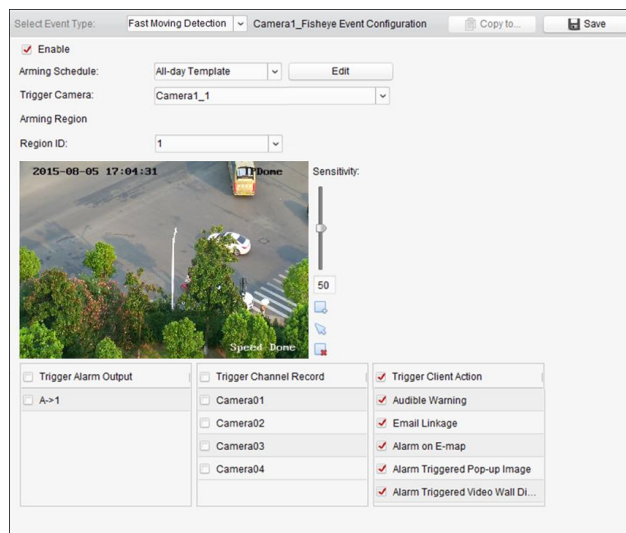 Select Event Type: Fast Moving Detection Camera1_Fisheye Event Configuration Copy to... Save
Enable
Arming Schedule: All-day Template Edit
Trigger Camera: Camera1_1
Arming Region
Region ID: 1
2015-08-05 17:04:31 IPDome Sensitivity:
50
Speed Dome
Trigger Alarm Output Trigger Channel Record Trigger Client Action
A->1 Camera01 Audible Warning
Camera02 Email Linkage
Camera03 Alarm on E-map
Camera04 Alarm Triggered Pop-up Image
Alarm Triggered Video Wall Di...